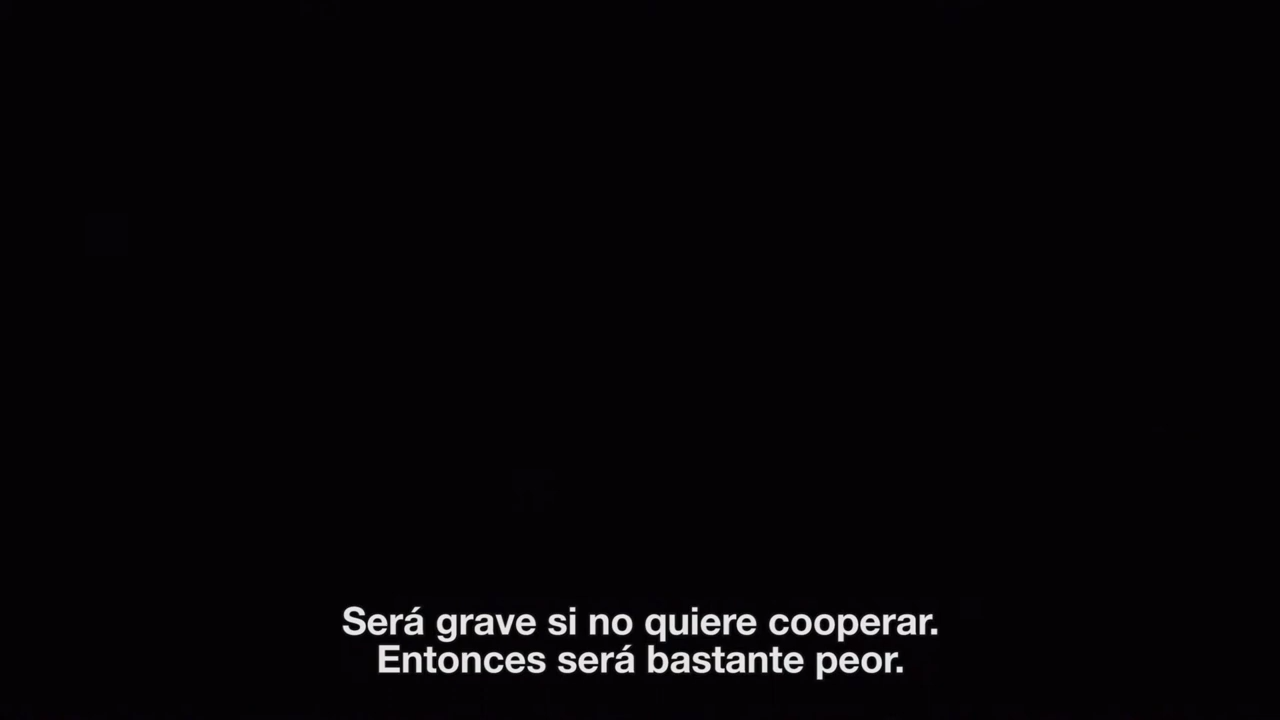 Será grave si no quiere cooperar.
Entonces será bastante peor.